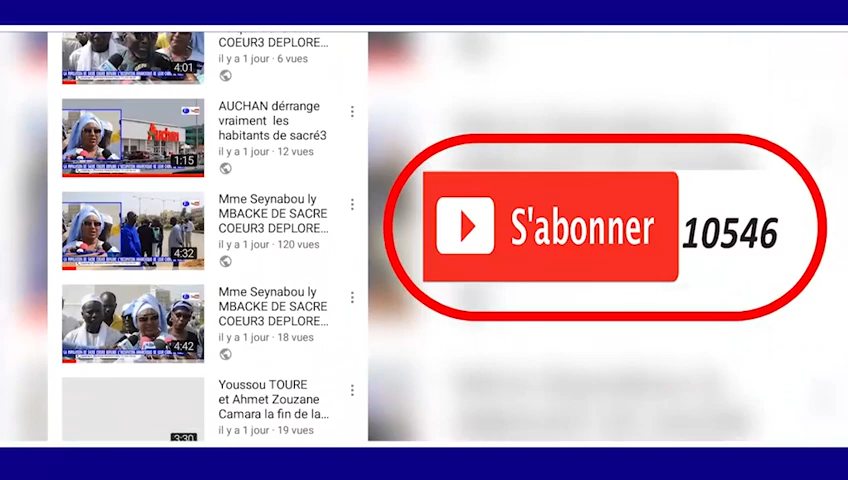 COEUR3 DEPLORE...
il y a 1 jour · 6 vues
4:01
AUCHAN dérrange
vraiment les
habitants de sacré3
il y a 1 jour · 12 vues
Auchan
1:15
Mme Seynabou ly
MBACKE DE SACRE
COEUR3 DEPLORE...
il y a 1 jour · 120 vues
4:32
Mme Seynabou ly
MBACKE DE SACRE
COEUR3 DEPLORE...
il y a 1 jour · 18 vues
4:42
Youssou TOURE
et Ahmet Zouzane
Camara la fin de la...
il y a 1 jour · 19 vues
3:30
S'abonner
10546